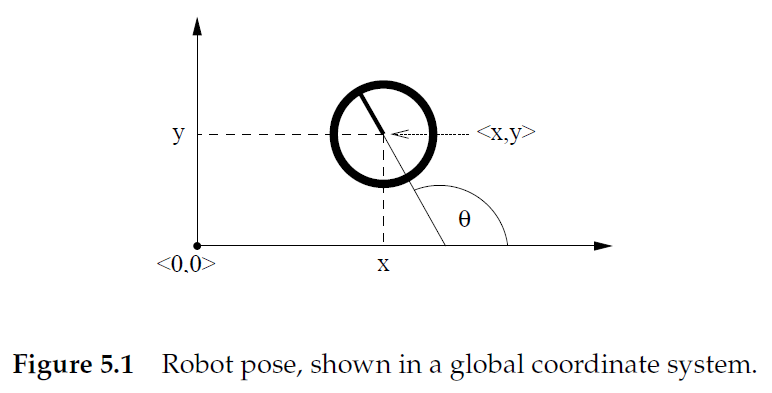 y
<x,y>
θ
<0,0>
x
Figure 5.1 Robot pose, shown in a global coordinate system.